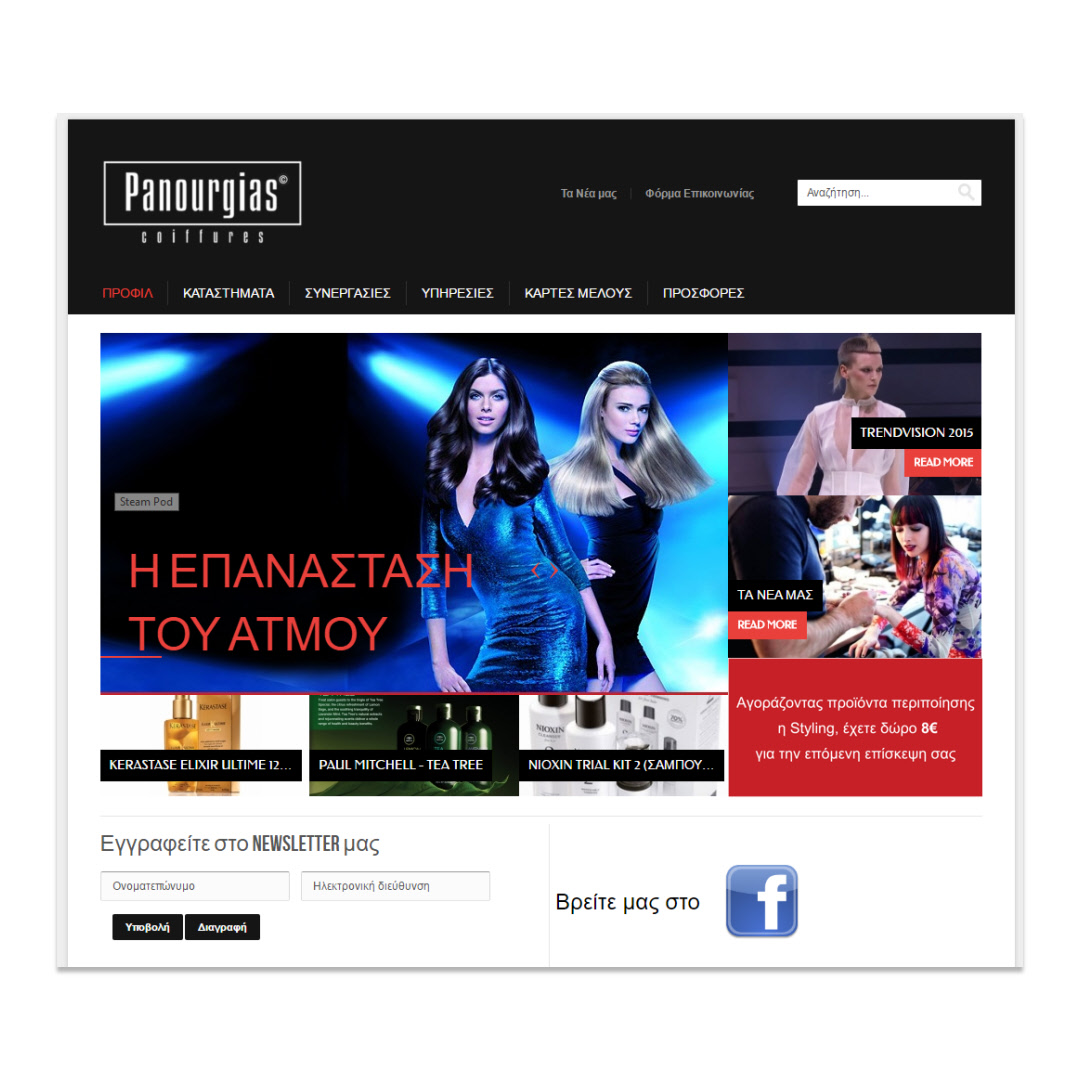 Panourgias©
coiffures
Τα Νέα μας
Φόρμα Επικοινωνίας
Αναζήτηση...
ΠΡΟΦΙΛ
ΚΑΤΑΣΤΗΜΑΤΑ
ΣΥΝΕΡΓΑΣΙΕΣ
ΥΠΗΡΕΣΙΕΣ
ΚΑΡΤΕΣ ΜΕΛΟΥΣ
ΠΡΟΣΦΟΡΕΣ
Steam Pod
Η ΕΠΑΝΑΣΤΑΣΗ
ΤΟΥ ΑΤΜΟΥ
TRENDVISION 2015
READ MORE
ΤΑ ΝΕΑ ΜΑΣ
READ MORE
Αγοράζοντας προϊόντα περιποίησης
η Styling, έχετε δώρο 8€
για την επόμενη επίσκεψη σας
KERASTASE
KERASTASE ELIXIR ULTIME 12...
PAUL MITCHELL - TEA TREE
NIOXIN
NIOXIN TRIAL KIT 2 (ΣΑΜΠΟΥ...
Εγγραφείτε στο NEWSLETTER μας
Ονοματεπώνυμο
Ηλεκτρονική διεύθυνση
Υποβολή
Διαγραφή
Βρείτε μας στο
f